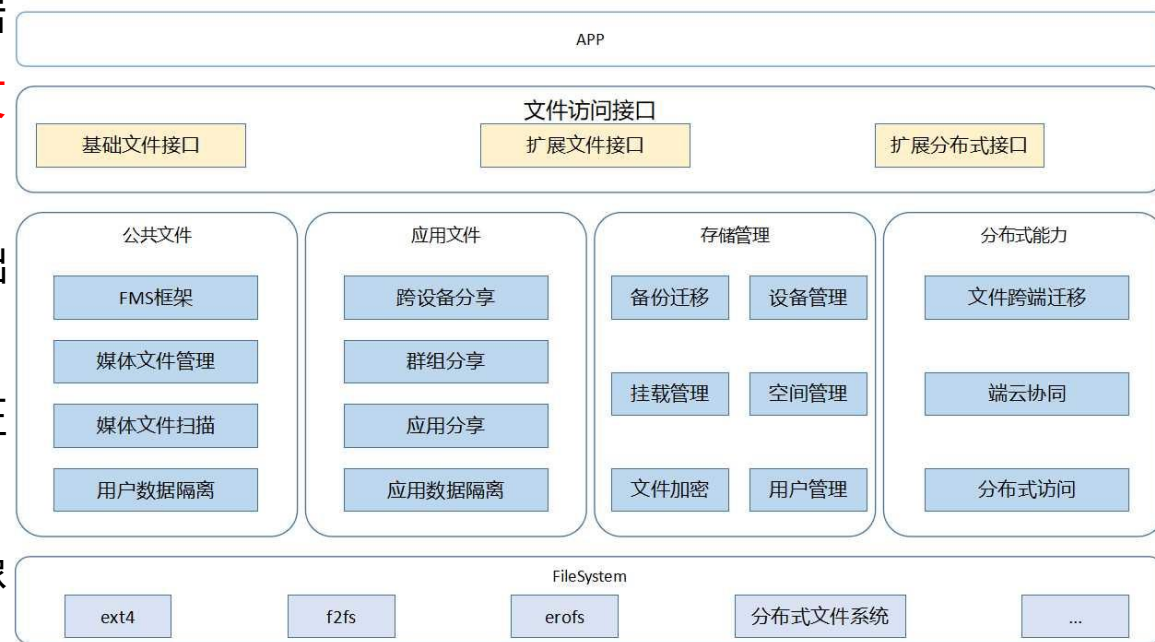 APP
文件访问接口
基础文件接口 扩展文件接口 扩展分布式接口
公共文件 应用文件 存储管理 分布式能力
FMS框架 跨设备分享 备份迁移 设备管理 文件跨端迁移
媒体文件管理 群组分享
挂载管理 空间管理 端云协同
媒体文件扫描 应用分享
用户数据隔离 应用数据隔离 文件加密 用户管理 分布式访问
FileSystem
ext4 f2fs erofs 分布式文件系统 ...